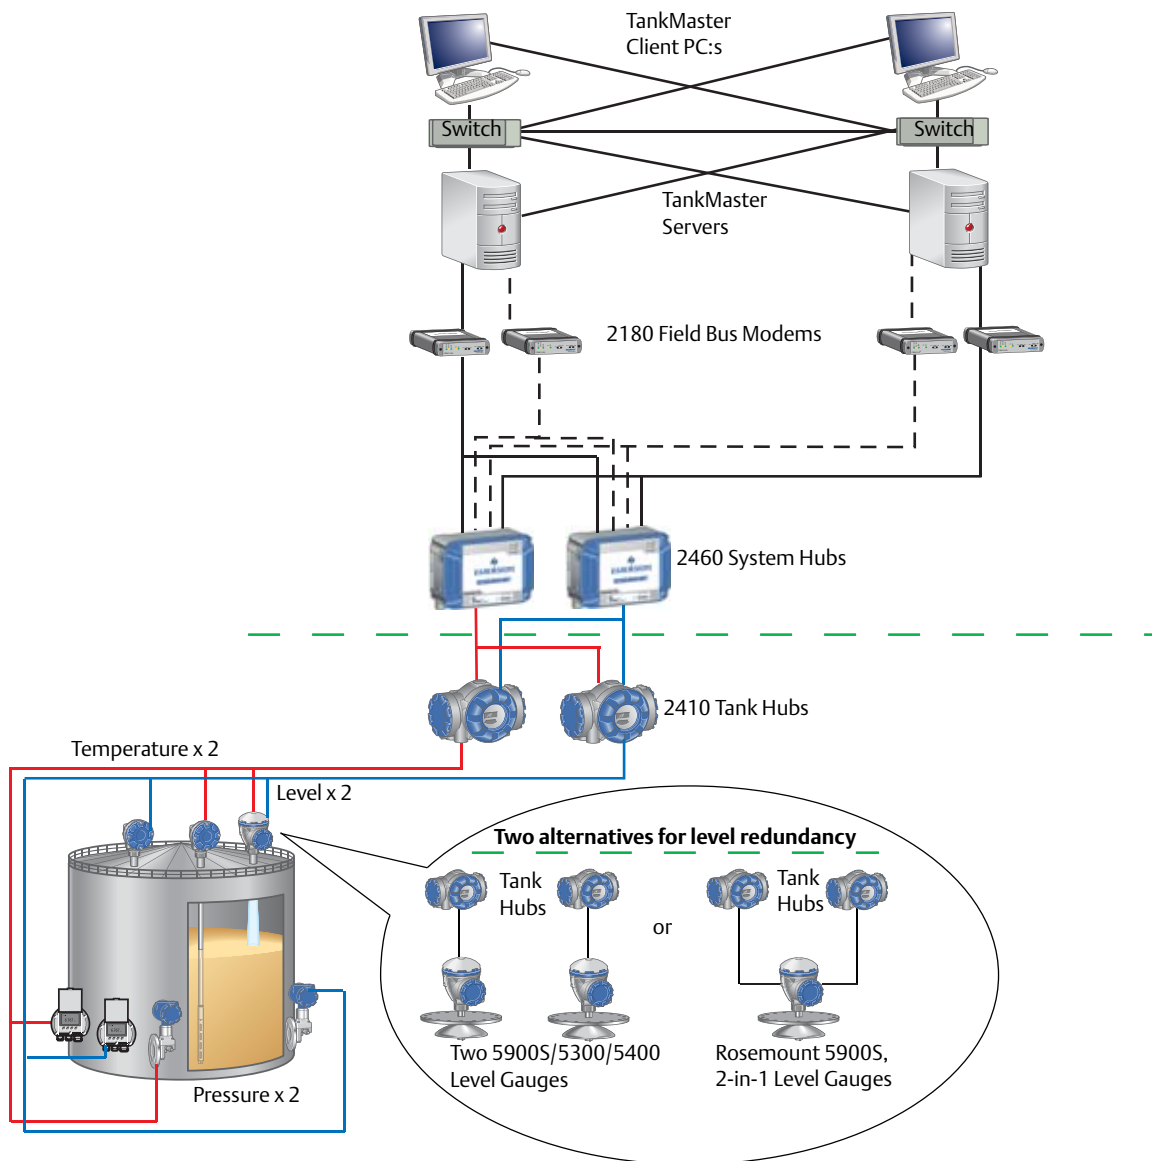 TankMaster
Client PC:s
Switch
Switch
TankMaster
Servers
2180 Field Bus Modems
EMERSON
2460 System Hubs
2410 Tank Hubs
Temperature x 2
Level x 2
Two alternatives for level redundancy
Tank
Hubs
Tank
Hubs
or
Two 5900S/5300/5400
Level Gauges
Rosemount 5900S,
2-in-1 Level Gauges
Pressure x 2